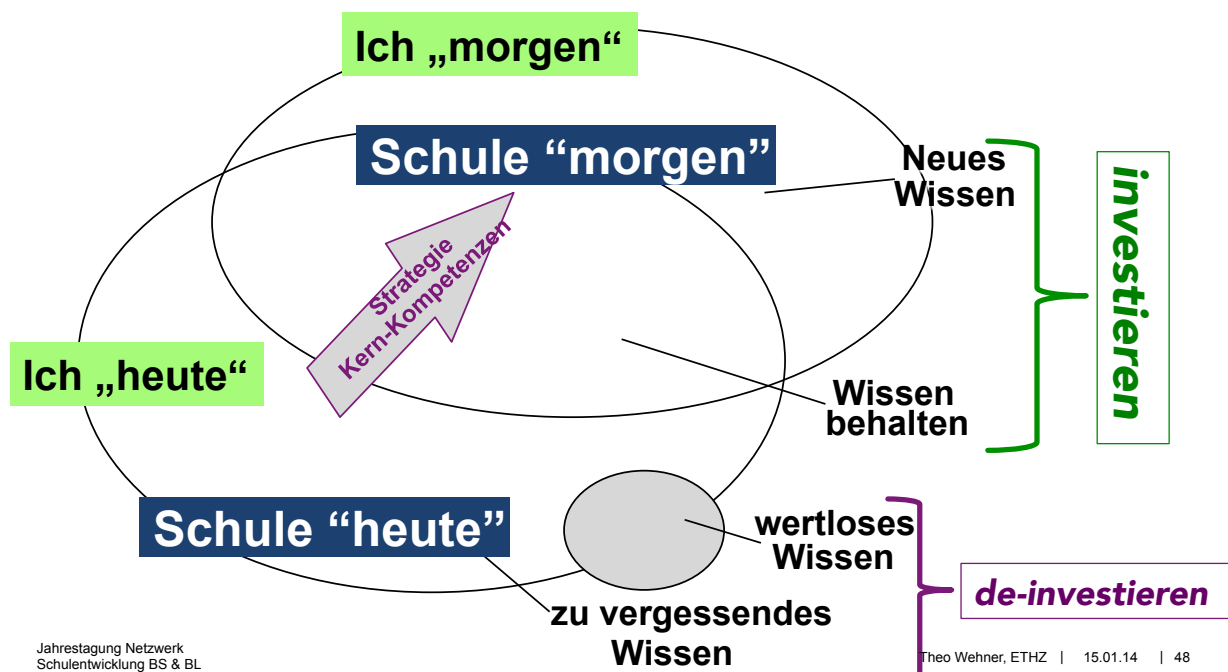 Ich „morgen“
Schule “morgen”
Neues
Wissen
investieren
Strategie
Kern-Kompetenzen
Ich „heute“
Wissen
behalten
Schule “heute”
wertloses
Wissen
de-investieren
zu vergessendes
Wissen
Jahrestagung Netzwerk
Schulentwicklung BS & BL
Theo Wehner, ETHZ | 15.01.14 | 48